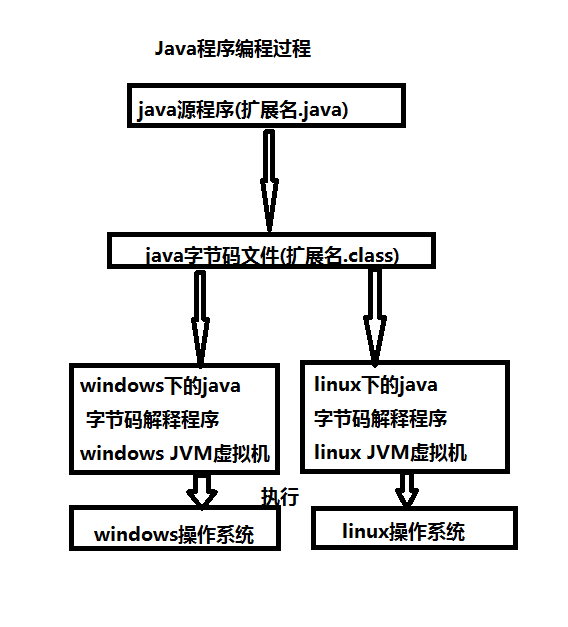 Java程序编程过程
java源程序(扩展名.java)
java字节码文件(扩展名.class)
windows下的java
字节码解释程序
windows JVM虚拟机
linux下的java
字节码解释程序
linux JVM虚拟机
执行
windows操作系统
linux操作系统